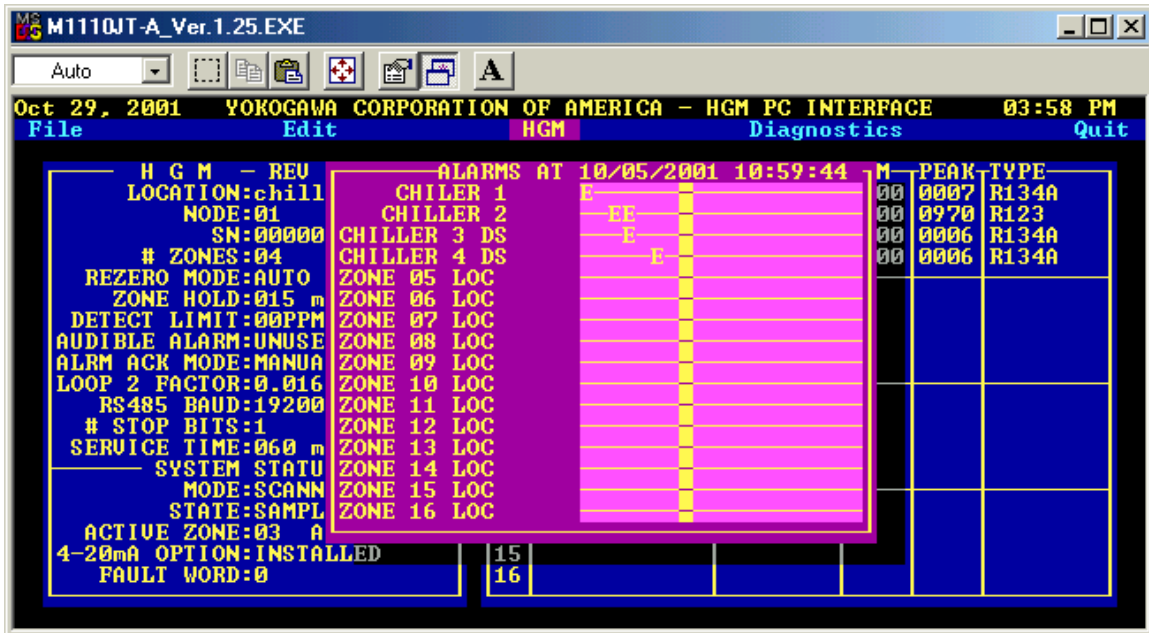 M1110JT-A_Ver.1.25.EXE
Auto
A
Oct 29, 2001 YOKOGAWA CORPORATION OF AMERICA - HGM PC INTERFACE 03:58 PM
File Edit HGM Diagnostics Quit
H G M - REV ALARMS AT 10/05/2001 10:59:44 M PEAK TYPE
LOCATION:chill CHILER 1 E 00 0007 R134A
NODE:01 CHILLER 2 EE 00 0970 R123
SN:00000 CHILLER 3 DS E 00 0006 R134A
# ZONES:04 CHILLER 4 DS E 00 0006 R134A
REZERO MODE:AUTO ZONE 05 LOC
ZONE HOLD:015 m ZONE 06 LOC
DETECT LIMIT:00PPM ZONE 07 LOC
AUDIBLE ALARM:UNUSE ZONE 08 LOC
ALRM ACK MODE:MANUA ZONE 09 LOC
LOOP 2 FACTOR:0.016 ZONE 10 LOC
RS485 BAUD:19200 ZONE 11 LOC
# STOP BITS:1 ZONE 12 LOC
SERVICE TIME:060 m ZONE 13 LOC
SYSTEM STATU ZONE 14 LOC
MODE:SCANN ZONE 15 LOC
STATE:SAMPL ZONE 16 LOC
ACTIVE ZONE:03 A
4-20mA OPTION:INSTALLED 15
FAULT WORD:0 16